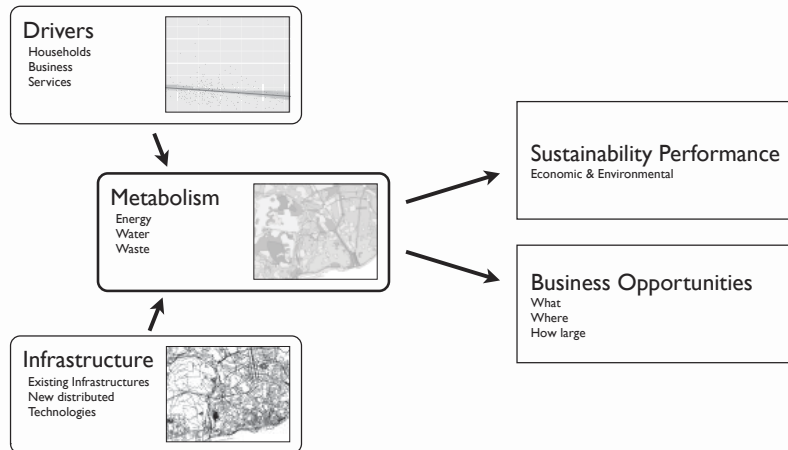 Drivers
Households
Business
Services
Metabolism
Energy
Water
Waste
Infrastructure
Existing Infrastructures
New distributed
Technologies
Sustainability Performance
Economic & Environmental
Business Opportunities
What
Where
How large